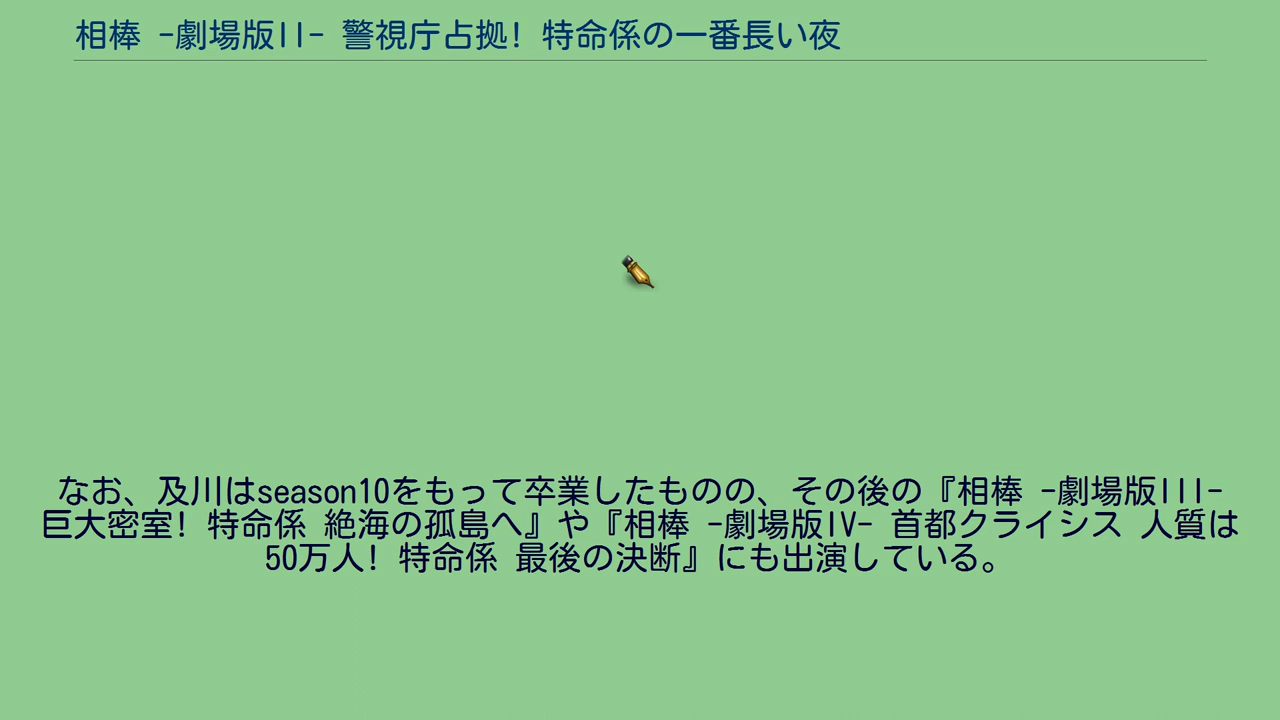 相棒 -劇場版II- 警視庁占拠! 特命係の一番長い夜
なお、及川はseason10をもって卒業したものの、その後の『相棒 -劇場版III-
巨大密室! 特命係 絶海の孤島へ』や『相棒 -劇場版IV- 首都クライシス 人質は
50万人! 特命係 最後の決断』にも出演している。